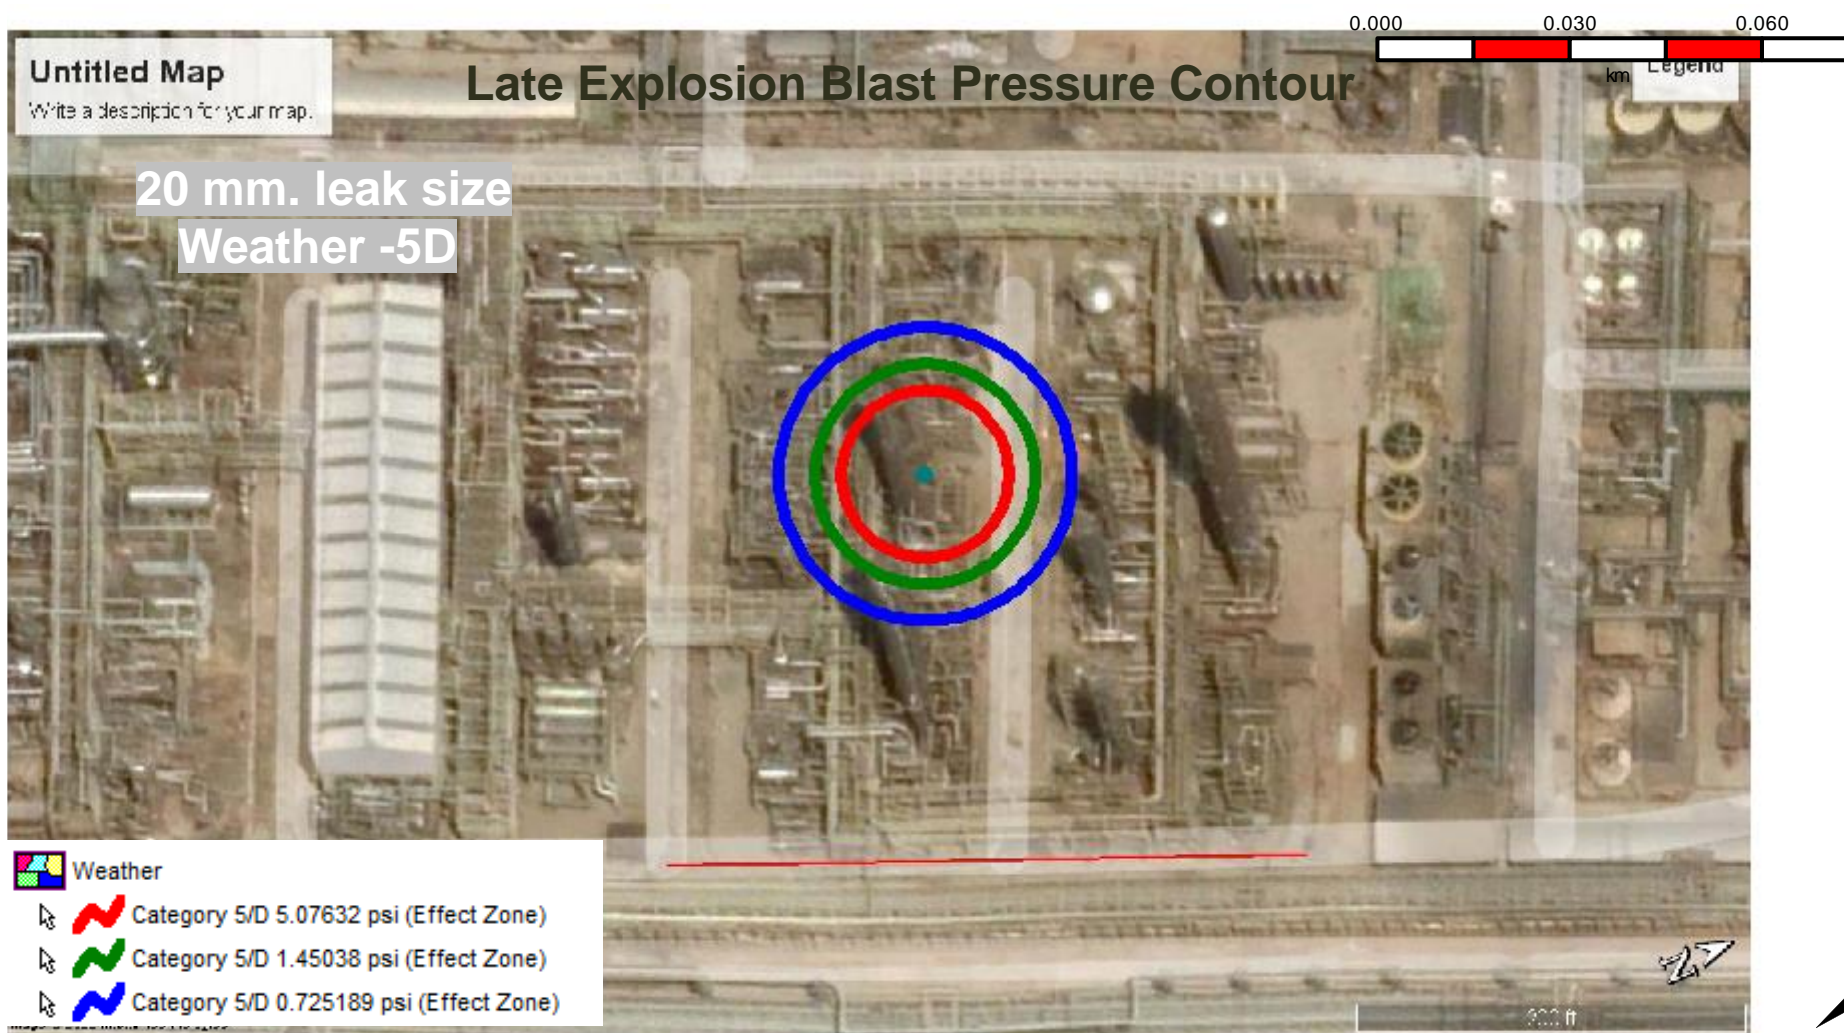 0.000 0.030 0.060
km
Legend
Untitled Map
Write a description for your map.
Late Explosion Blast Pressure Contour
20 mm. leak size
Weather -5D
Weather
Category 5/D 5.07632 psi (Effect Zone)
Category 5/D 1.45038 psi (Effect Zone)
Category 5/D 0.725189 psi (Effect Zone)
N